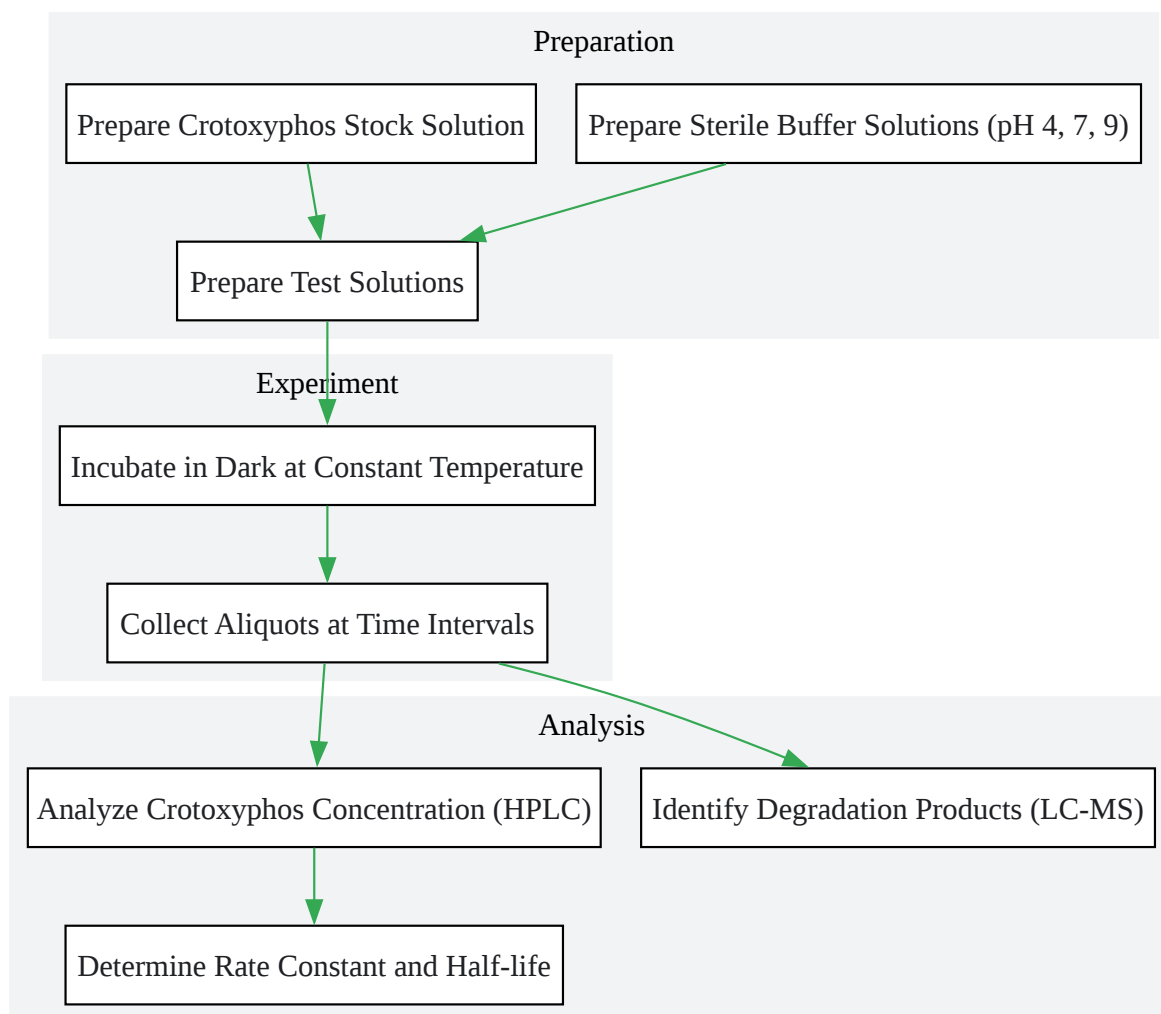 Preparation
Prepare Crotoxyphos Stock Solution
Prepare Sterile Buffer Solutions (pH 4, 7, 9)
Prepare Test Solutions
Experiment
Incubate in Dark at Constant Temperature
Collect Aliquots at Time Intervals
Analysis
Analyze Crotoxyphos Concentration (HPLC)
Identify Degradation Products (LC-MS)
Determine Rate Constant and Half-life